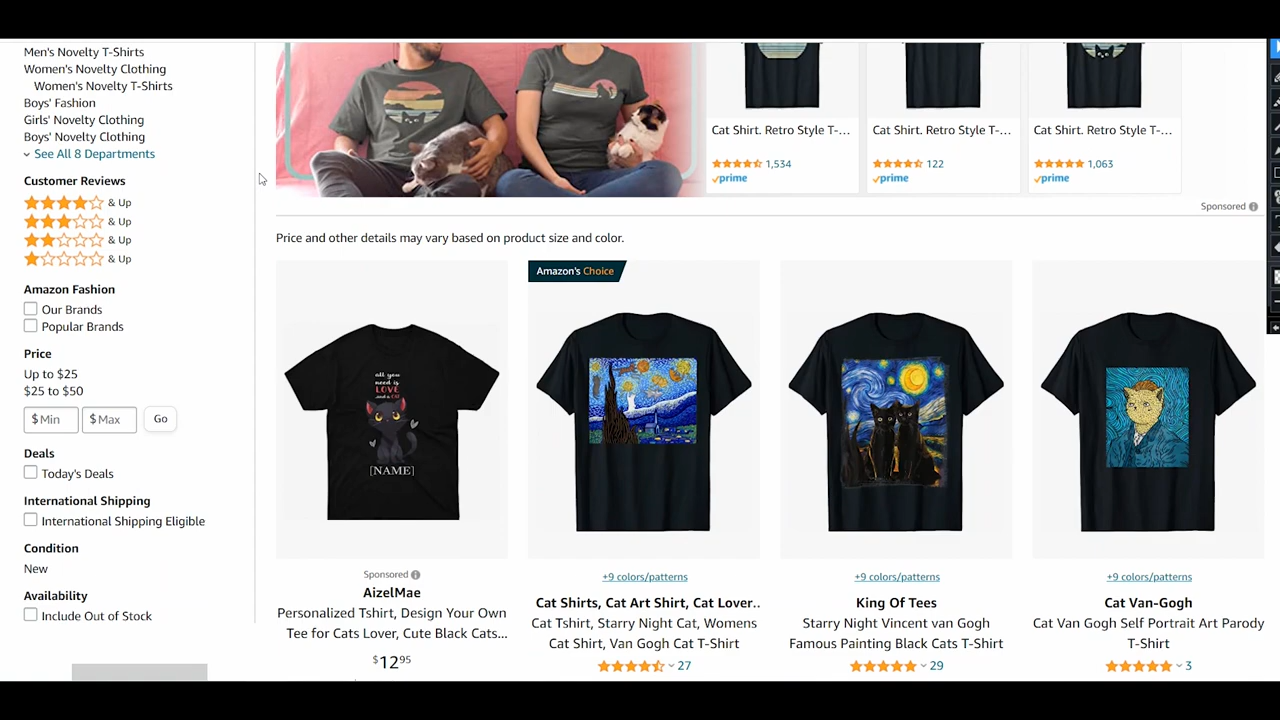 Men's Novelty T-Shirts
Women's Novelty Clothing
Women's Novelty T-Shirts
Boys' Fashion
Girls' Novelty Clothing
Boys' Novelty Clothing
See All 8 Departments
Customer Reviews
& Up
& Up
& Up
& Up
Amazon Fashion
Our Brands
Popular Brands
Price
Up to $25
$25 to $50
$ Min $ Max Go
Deals
Today's Deals
International Shipping
International Shipping Eligible
Condition
New
Availability
Include Out of Stock
Cat Shirt. Retro Style T-...
1,534
prime
Cat Shirt. Retro Style T-...
122
prime
Cat Shirt. Retro Style T-...
1,063
prime
Sponsored
Price and other details may vary based on product size and color.
all you
need is
LOVE
and a CAT
[NAME]
Sponsored
AizelMae
Personalized Tshirt, Design Your Own
Tee for Cats Lover, Cute Black Cats...
$12 95
Amazon's Choice
+9 colors/patterns
Cat Shirts, Cat Art Shirt, Cat Lover..
Cat Tshirt, Starry Night Cat, Womens
Cat Shirt, Van Gogh Cat T-Shirt
27
+9 colors/patterns
King Of Tees
Starry Night Vincent van Gogh
Famous Painting Black Cats T-Shirt
29
+9 colors/patterns
Cat Van-Gogh
Cat Van Gogh Self Portrait Art Parody
T-Shirt
3